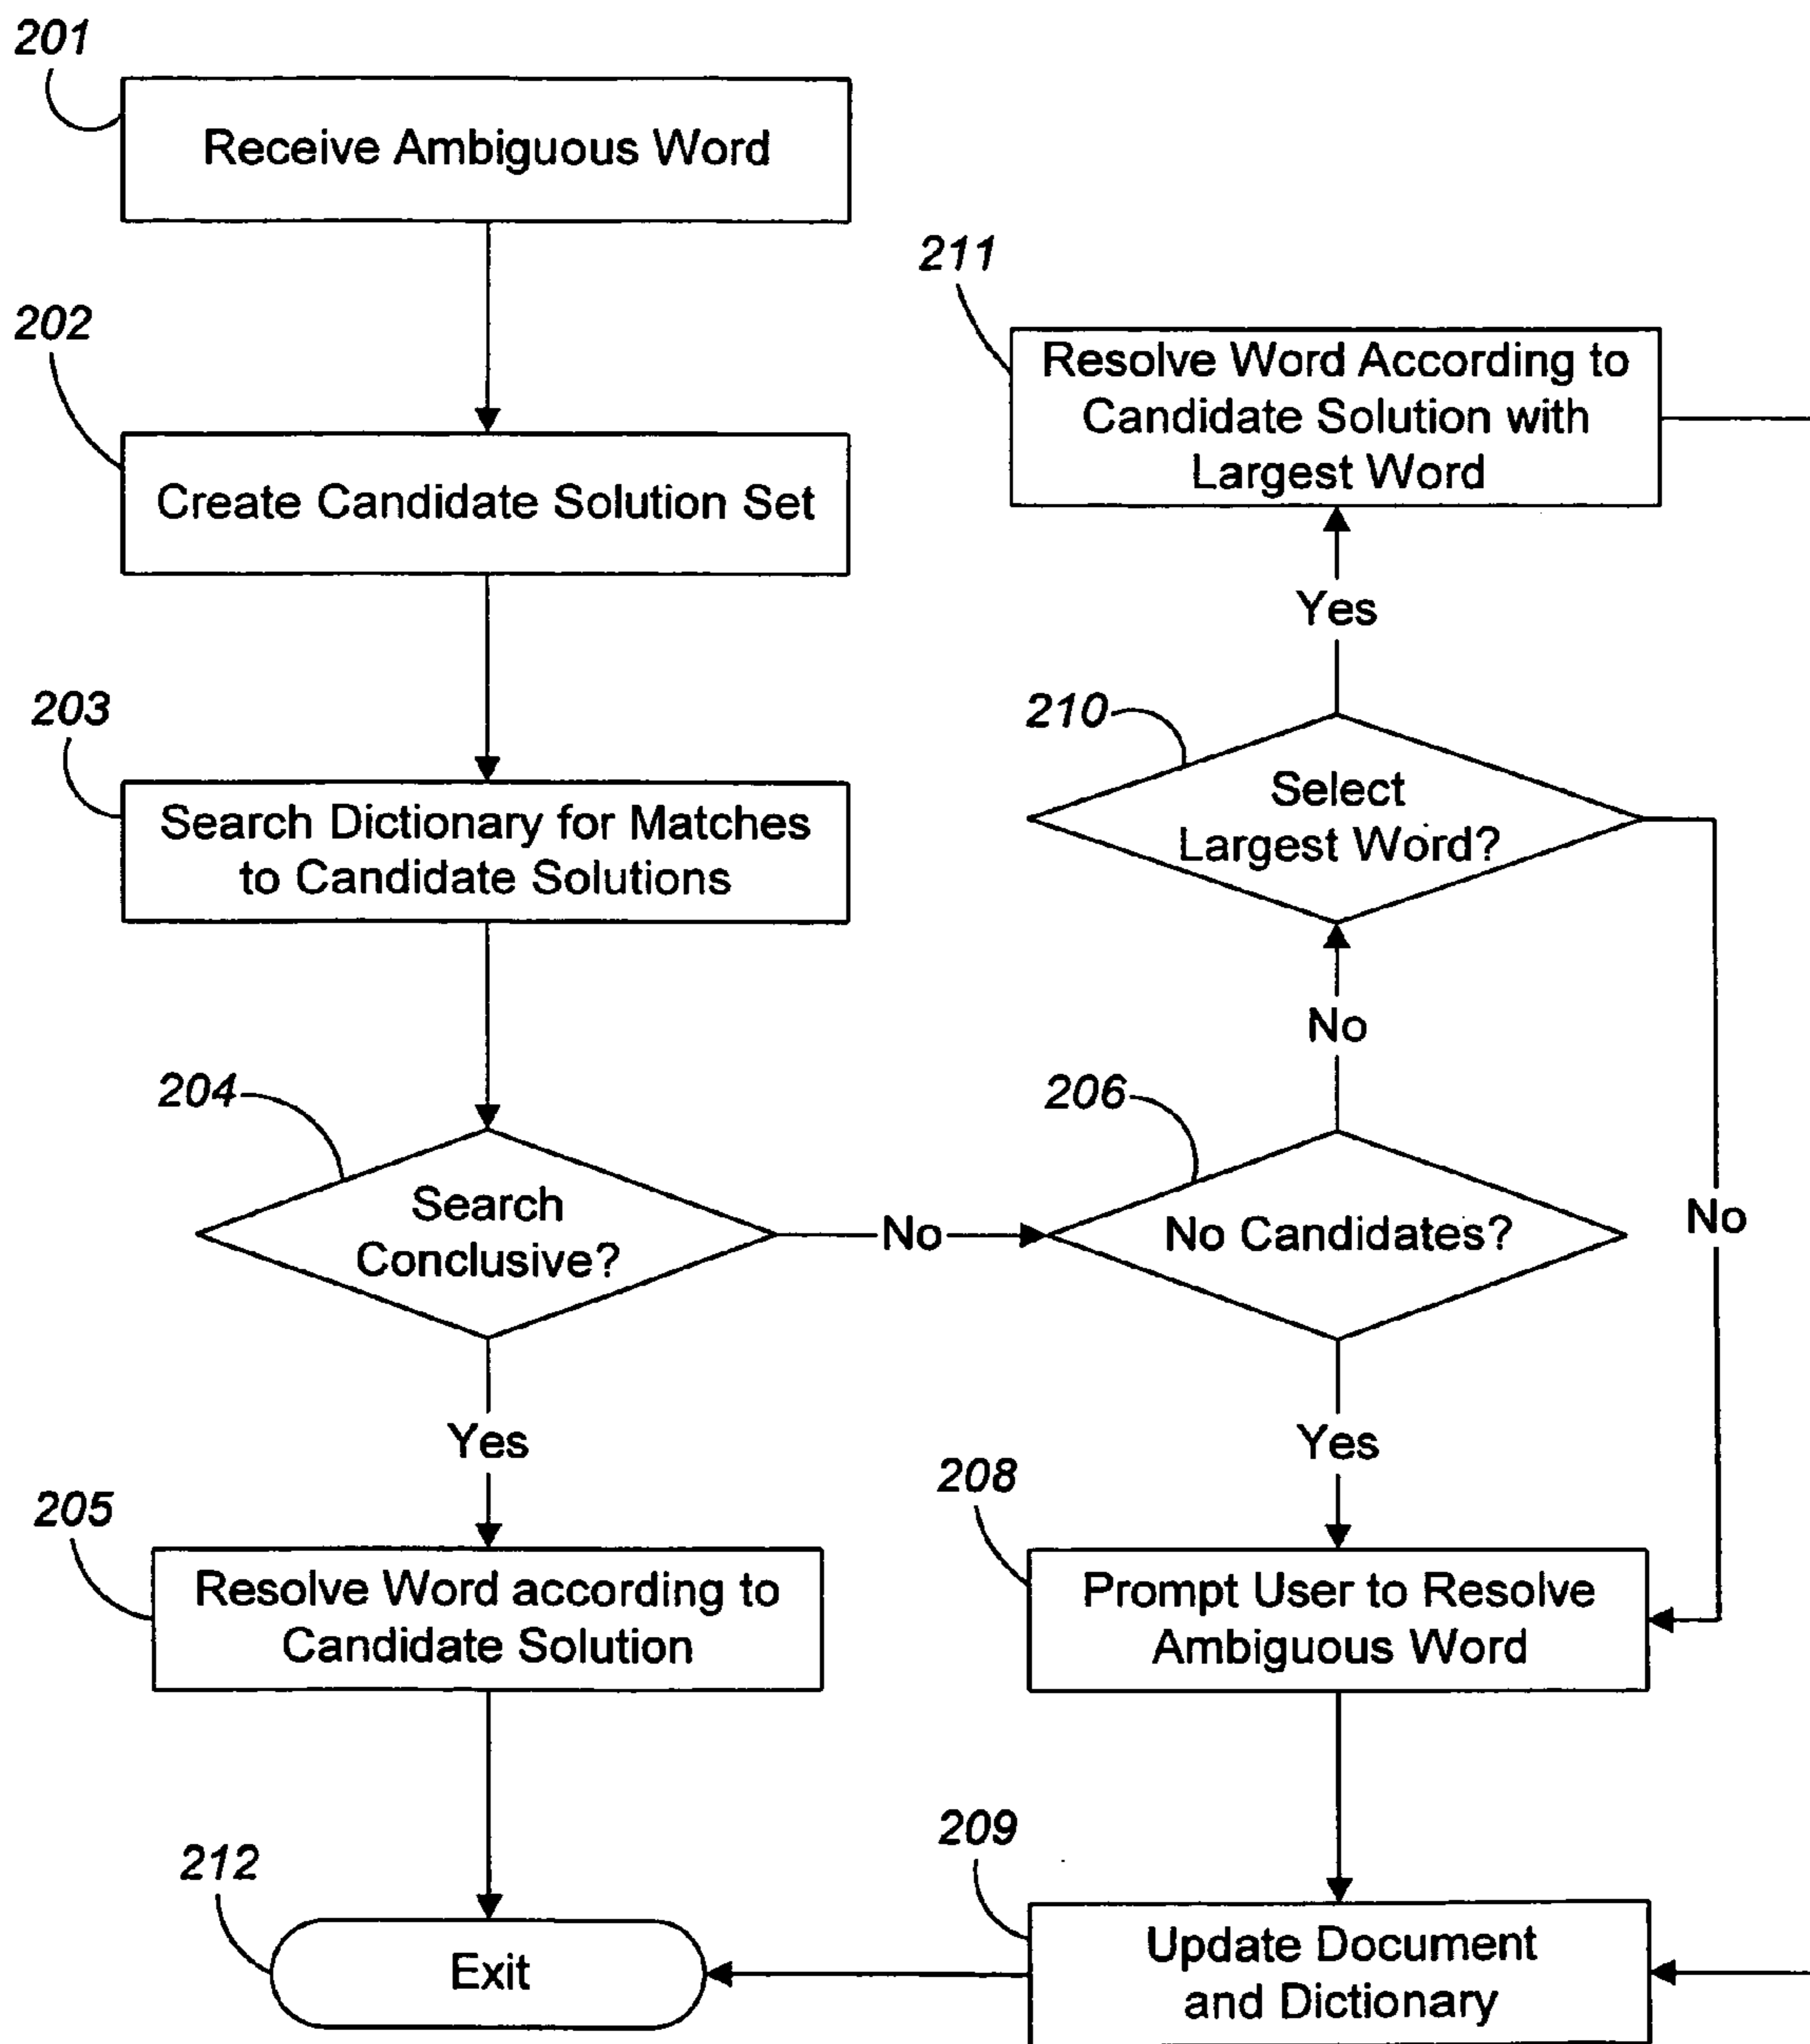 201
Receive Ambiguous Word
202
Create Candidate Solution Set
203
Search Dictionary for Matches
to Candidate Solutions
204
Search
Conclusive?
No
Yes
205
Resolve Word according to
Candidate Solution
212
Exit
211
Resolve Word According to
Candidate Solution with
Largest Word
Yes
210
Select
Largest Word?
No
No
206
No Candidates?
Yes
208
Prompt User to Resolve
Ambiguous Word
209
Update Document
and Dictionary